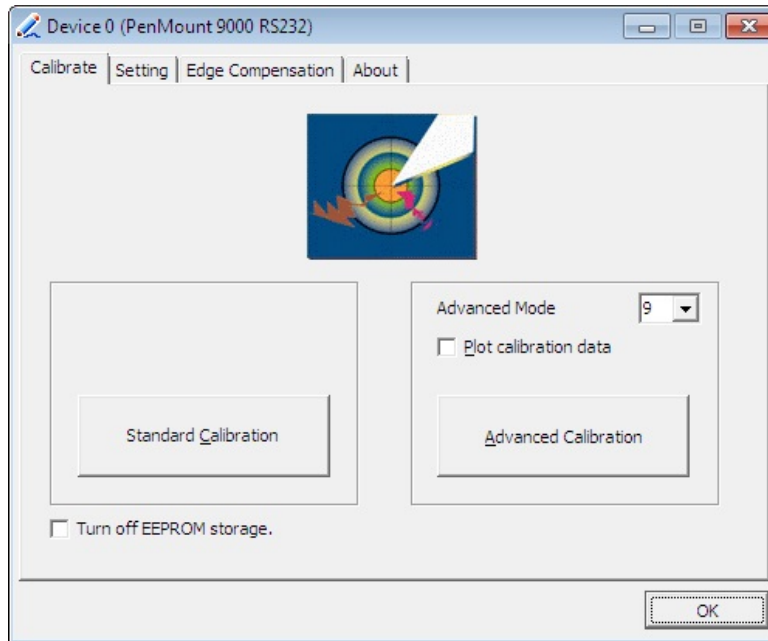 Device 0 (PenMount 9000 RS232)
Calibrate Setting Edge Compensation About
Advanced Mode 9
Plot calibration data
Standard Calibration Advanced Calibration
Turn off EEPROM storage.
OK